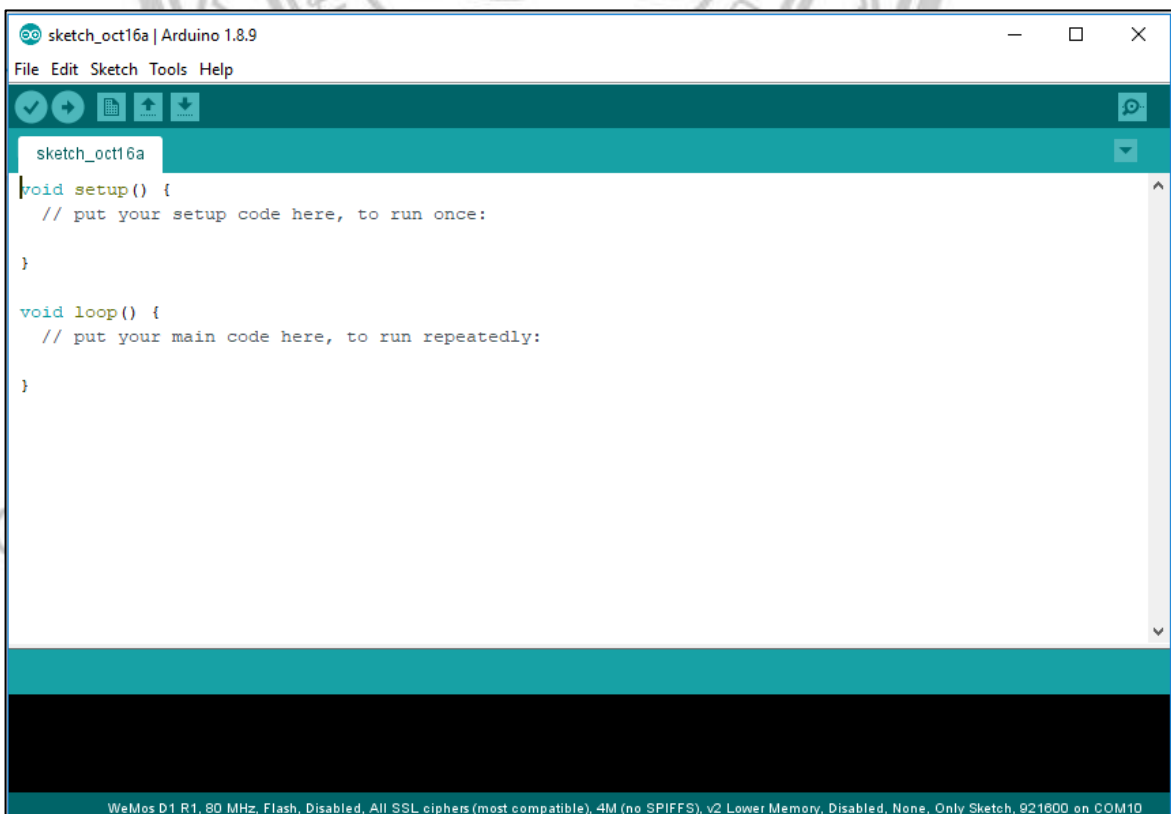 sketch_oct16a | Arduino 1.8.9
File Edit Sketch Tools Help
sketch_oct16a
void setup() {
  // put your setup code here, to run once:
}
void loop() {
  // put your main code here, to run repeatedly:
}
WeMos D1 R1, 80 MHz, Flash, Disabled, All SSL ciphers (most compatible), 4M (no SPIFFS), v2 Lower Memory, Disabled, None, Only Sketch, 921600 on COM10